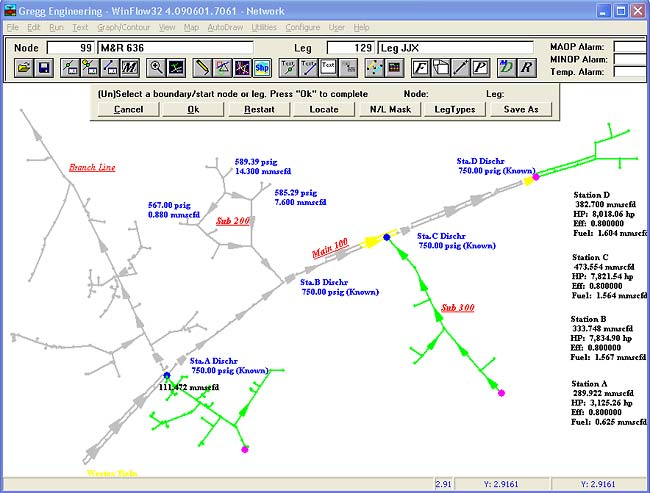 Gregg Engineering - WinFlow32 4.090601.7061 - Network
File Edit Run Text Graph/Contour Map AutoDraw Utilities Configure User Help
Node 99 M&R 636 Leg 129 Leg JJX
MAOP Alarm:
MINOP Alarm:
Temp. Alarm:
(Un)Select a boundary/start node or leg. Press "Ok" to complete Node: Leg:
Cancel Ok Restart Locate N/L Mask LegTypes Save As
Branch Line
589.39 psig
14.300 mmscfd
585.29 psig
7.600 mmscfd
567.00 psig
0.880 mmscfd
Sub 200
Main 100
Sta.D Dischr
750.00 psig (Known)
Sta.C Dischr
750.00 psig (Known)
Sta.B Dischr
750.00 psig (Known)
Sub 300
Sta.A Dischr
750.00 psig (Known)
111.472 mmscfd
Station D
382.700 mmscfd
HP: 8,018.06 hp
Eff: 0.800000
Fuel: 1.604 mmscfd
Station C
473.554 mmscfd
HP: 7,821.54 hp
Eff: 0.800000
Fuel: 1.564 mmscfd
Station B
333.748 mmscfd
HP: 7,834.90 hp
Eff: 0.800000
Fuel: 1.567 mmscfd
Station A
289.922 mmscfd
HP: 3,125.26 hp
Eff: 0.800000
Fuel: 0.625 mmscfd
2.91 Y: 2.9161 Y: 2.9161